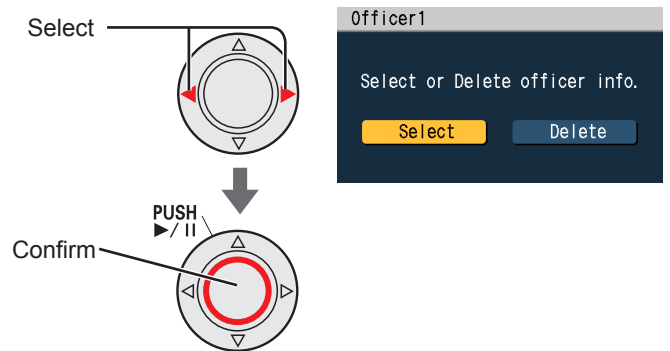 Select
PUSH
▶/II
Confirm
Officer1
Select or Delete officer info.
Select Delete